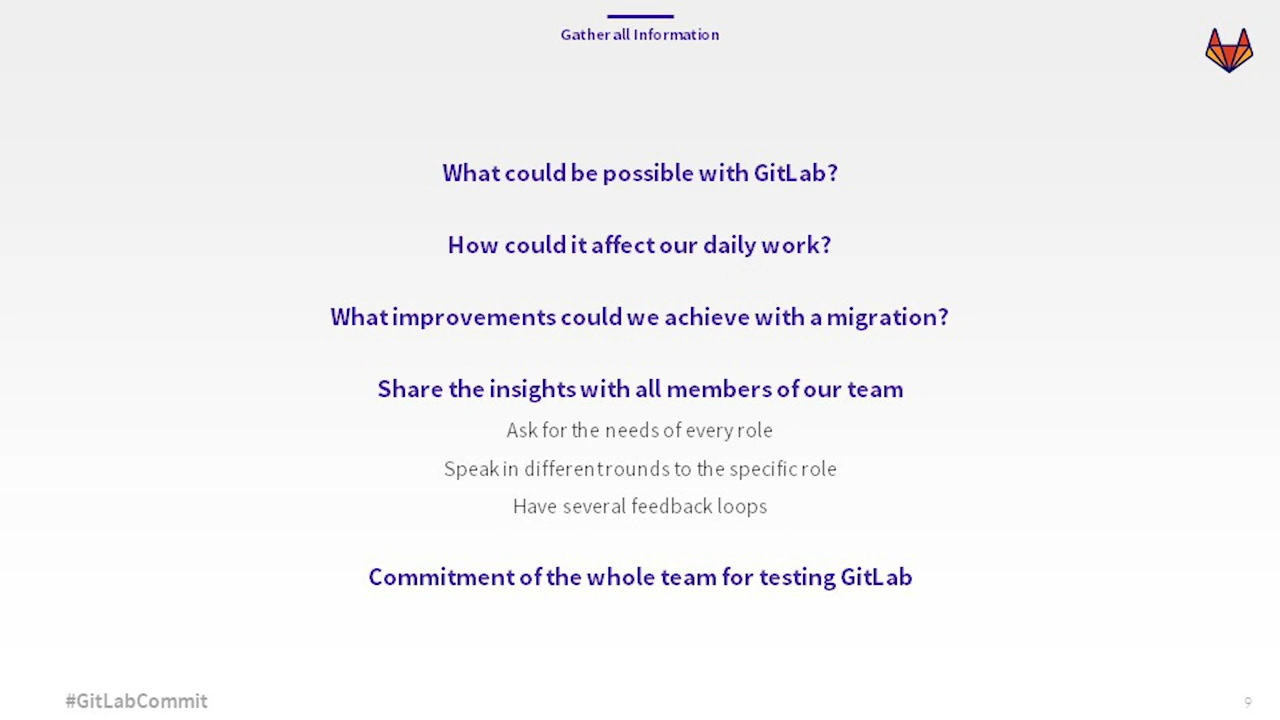 Gather all Information
What could be possible with GitLab?
How could it affect our daily work?
What improvements could we achieve with a migration?
Share the insights with all members of our team
Ask for the needs of every role
Speak in different rounds to the specific role
Have several feedback loops
Commitment of the whole team for testing GitLab
#GitLabCommit
9